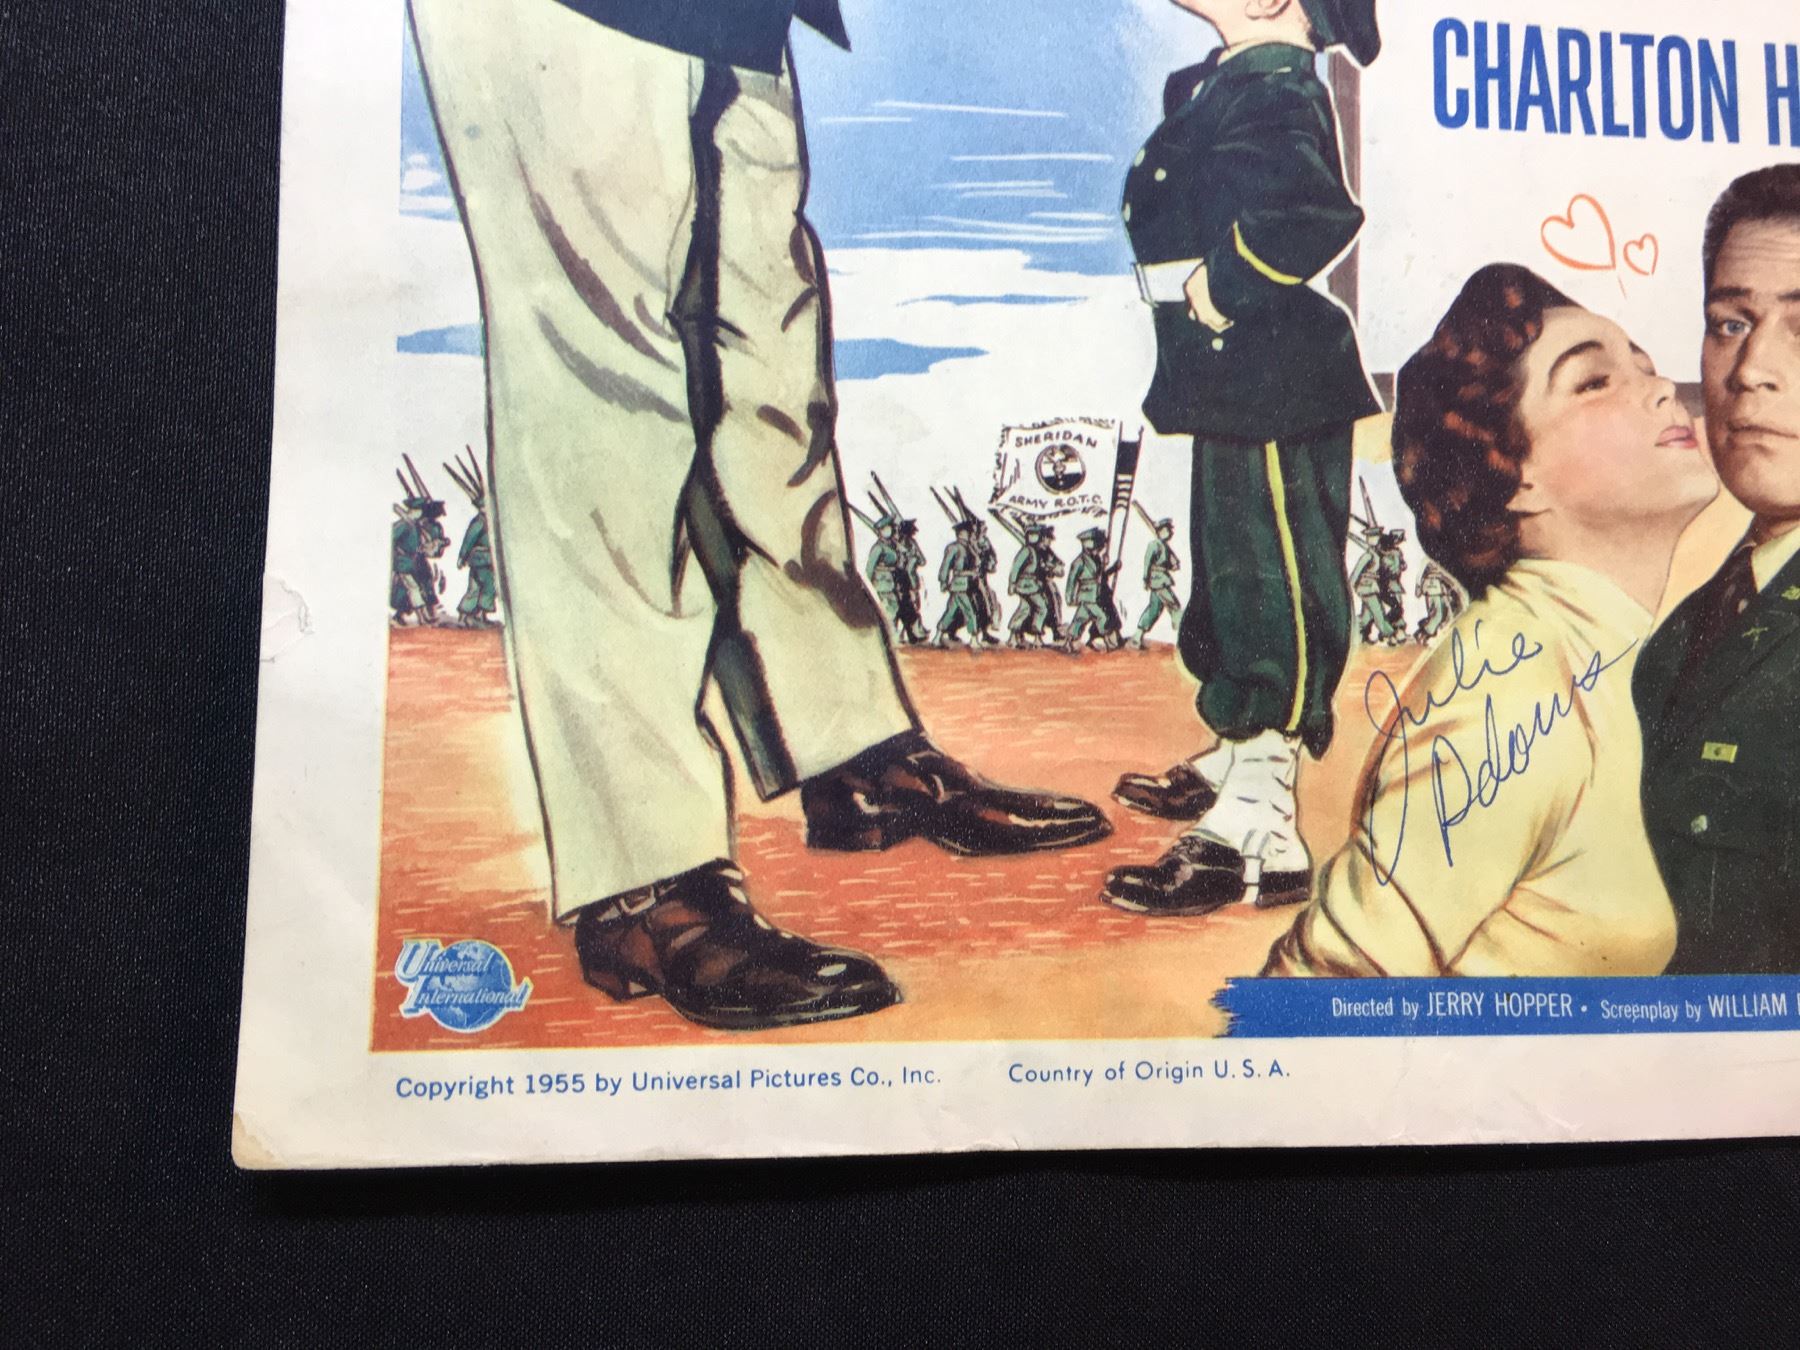 CHARLTON H
SHERIDAN
ARMY R.O.T.C.
Julie
Adams
Universal
International
Directed by JERRY HOPPER • Screenplay by WILLIAM
Copyright 1955 by Universal Pictures Co., Inc. Country of Origin U. S. A.